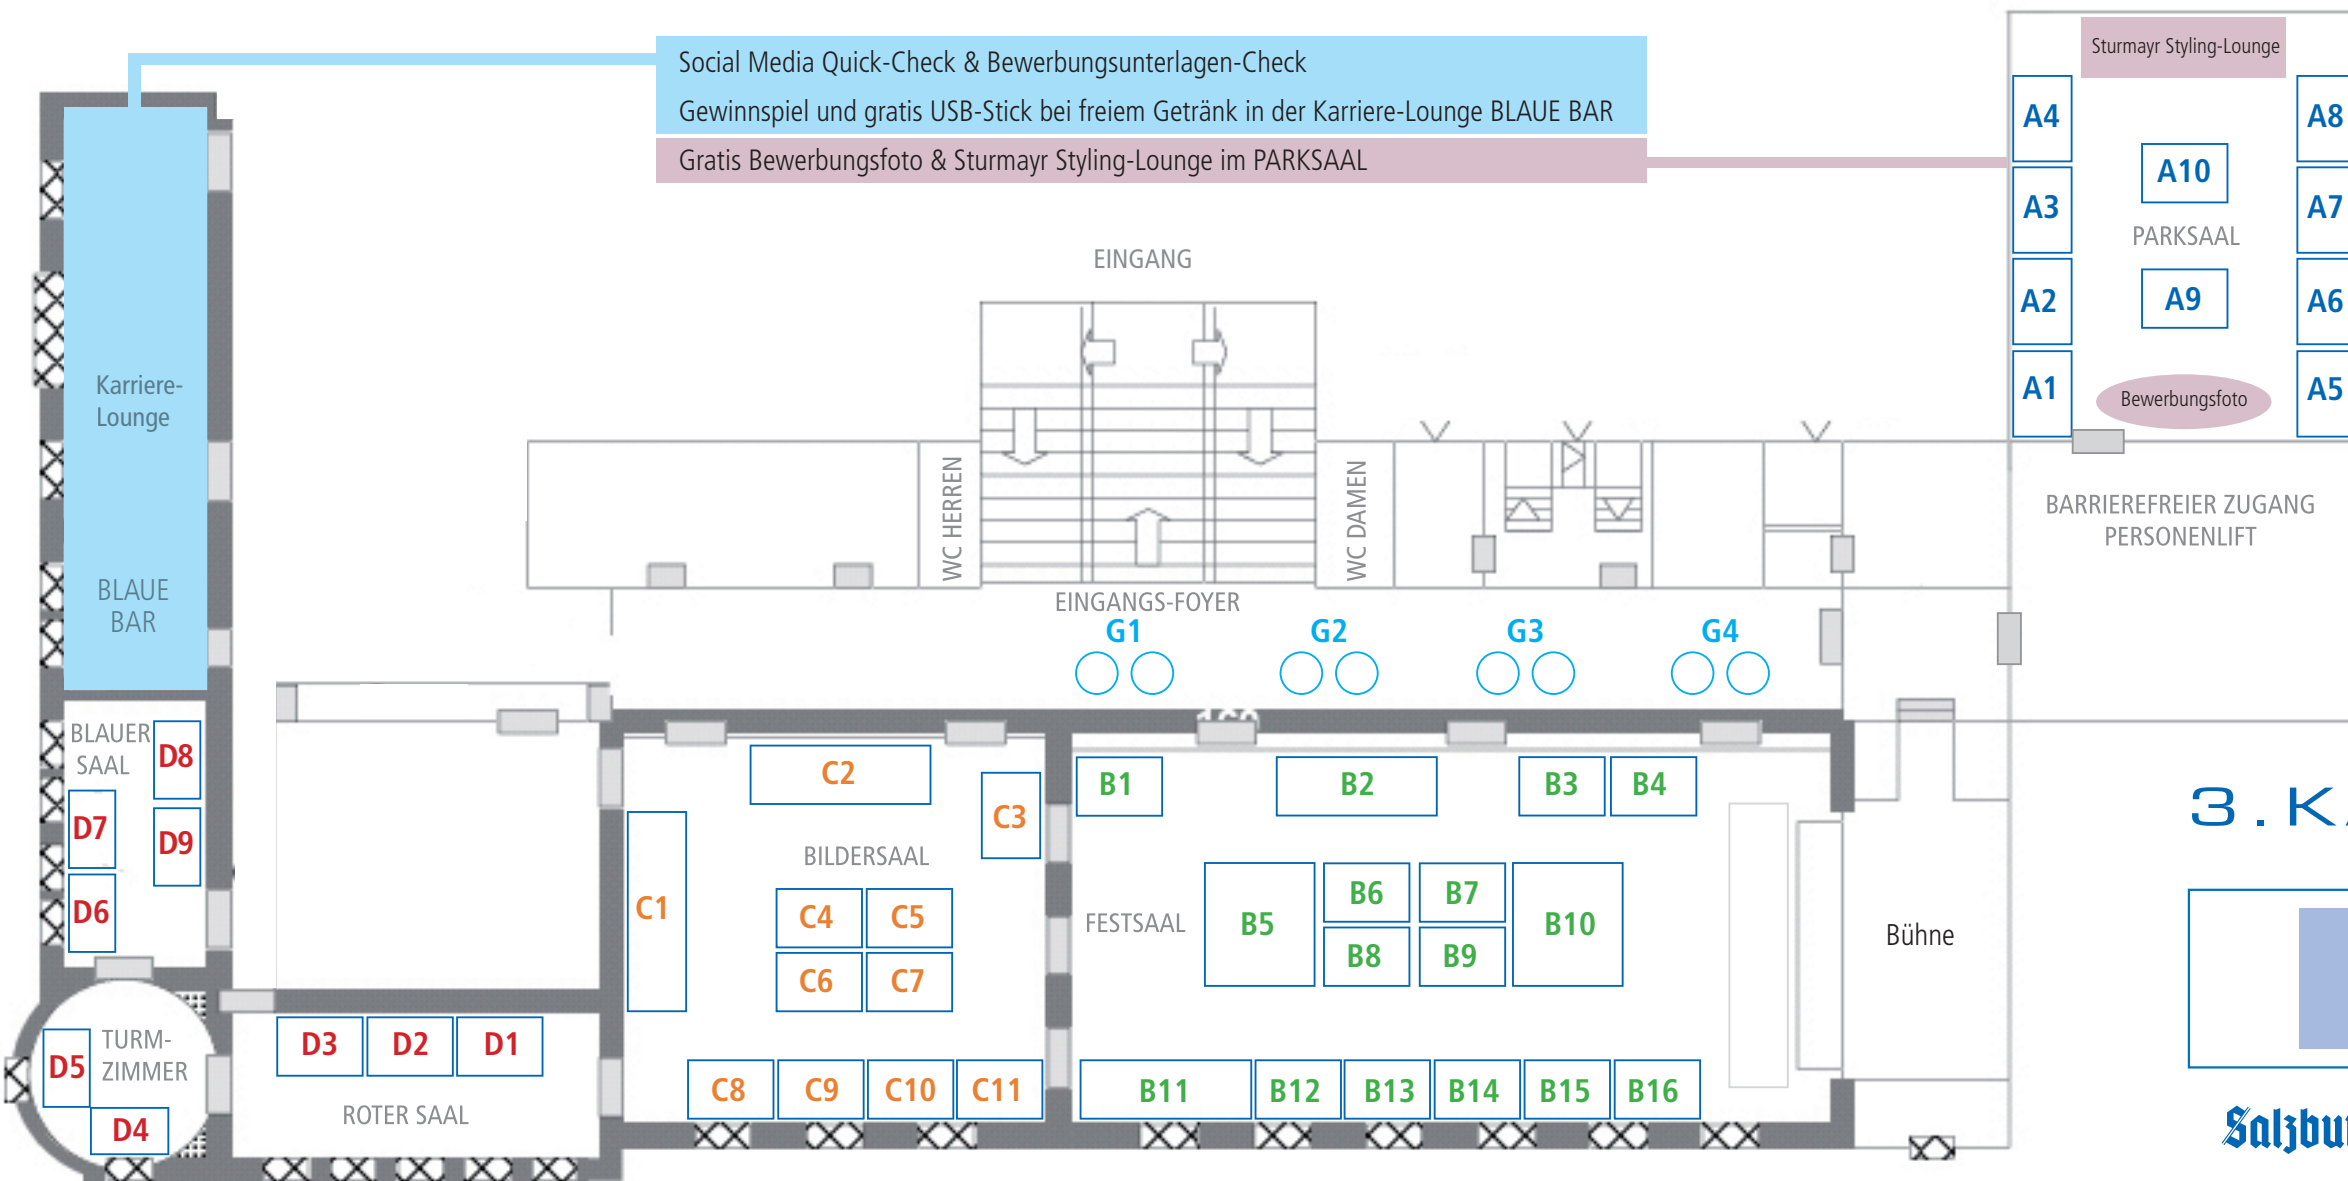 Social Media Quick-Check & Bewerbungsunterlagen-Check
Gewinnspiel und gratis USB-Stick bei freiem Getränk in der Karriere-Lounge BLAUE BAR
Gratis Bewerbungsfoto & Sturmayr Styling-Lounge im PARKSAAL
Sturmayr Styling-Lounge
A4
A8
A10
A3
A7
PARKSAAL
A2
A9
A6
A1
Bewerbungsfoto
A5
EINGANG
Karriere-
Lounge
WC HERREN
WC DAMEN
BARRIEREFREIER ZUGANG
PERSONENLIFT
BLAUE
BAR
EINGANGS-FOYER
G1
G2
G3
G4
BLAUER
SAAL
D8
D7
D9
D6
C2
C3
BILDERSAAL
C1
C4
C5
C6
C7
C8
C9
C10
C11
B1
B2
B3
B4
B5
B6
B7
B8
B9
B10
FESTSAAL
B11
B12
B13
B14
B15
B16
Bühne
TURM-
ZIMMER
D5
D4
D3
D2
D1
ROTER SAAL
3. K